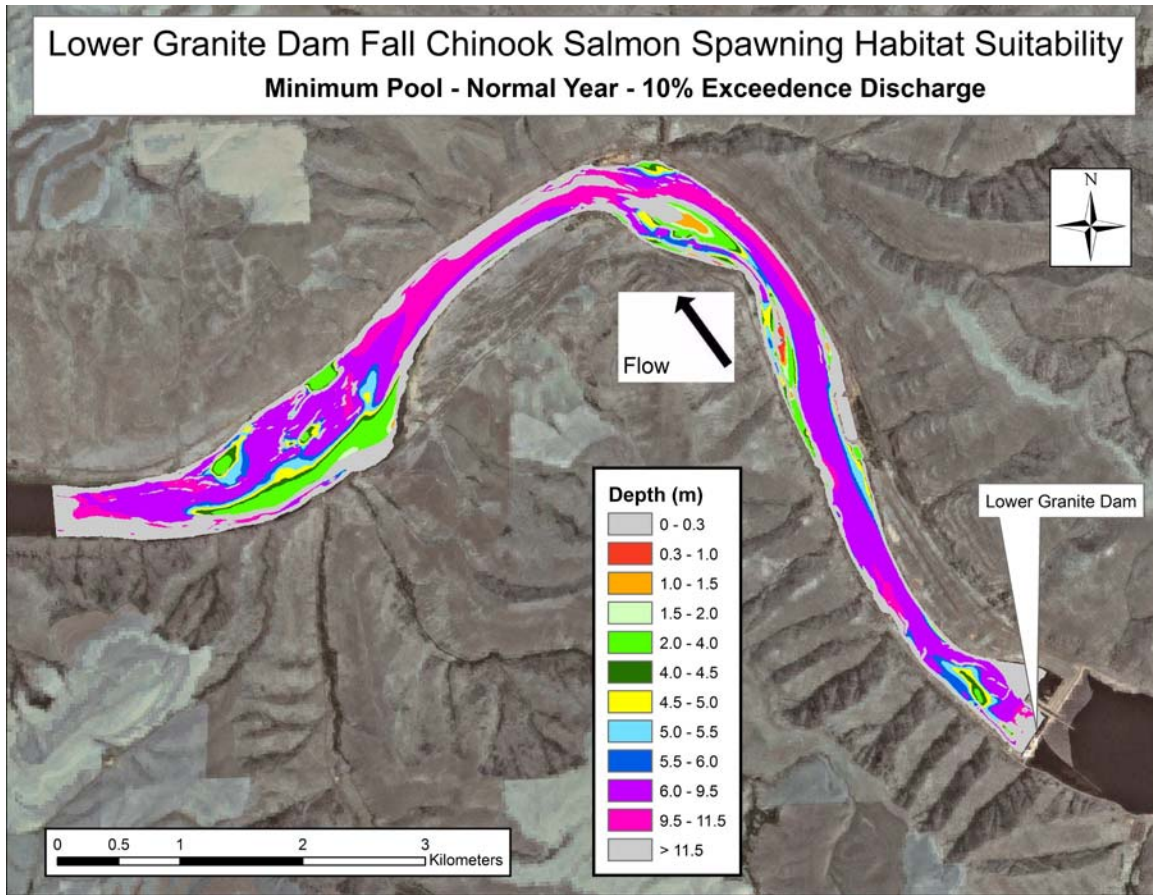 Lower Granite Dam Fall Chinook Salmon Spawning Habitat Suitability
Minimum Pool - Normal Year - 10% Exceedence Discharge
N
Flow
Lower Granite Dam
Depth (m)
0 - 0.3
0.3 - 1.0
1.0 - 1.5
1.5 - 2.0
2.0 - 4.0
4.0 - 4.5
4.5 - 5.0
5.0 - 5.5
5.5 - 6.0
6.0 - 9.5
9.5 - 11.5
> 11.5
0 0.5 1 2 3
Kilometers